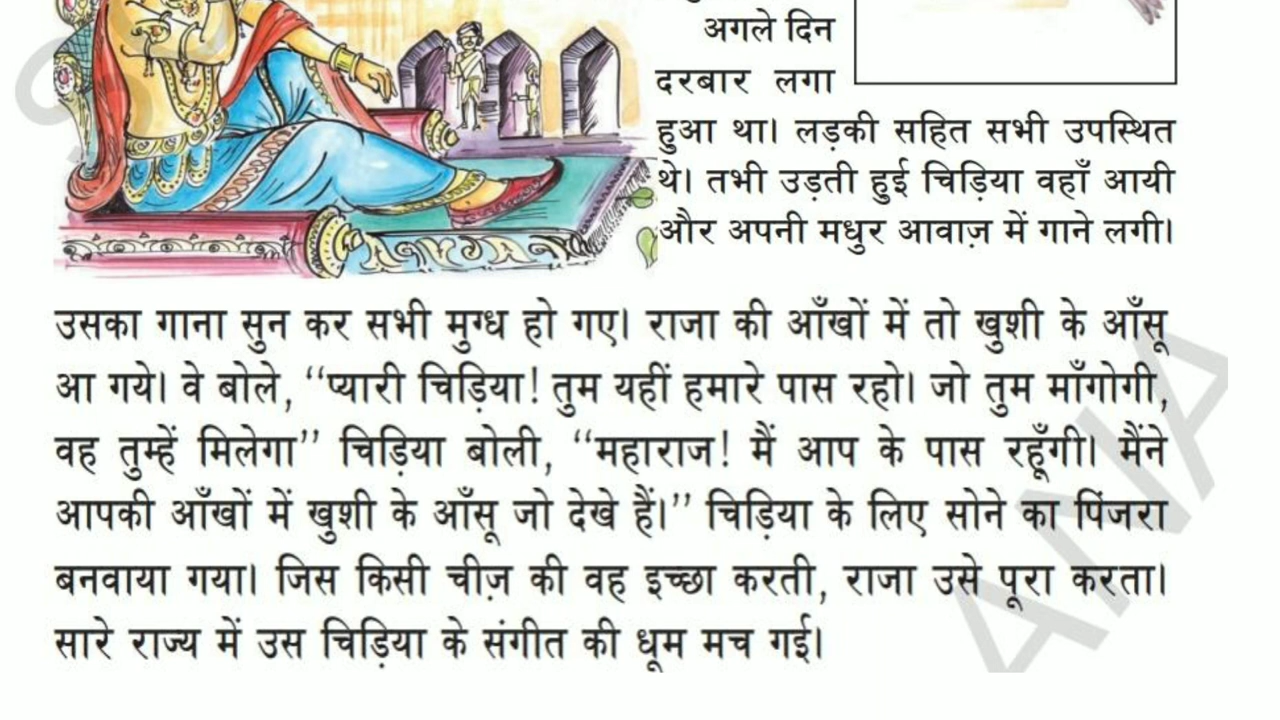 अगले दिन
दरबार लगा
हुआ था। लड़की सहित सभी उपस्थित
थे। तभी उड़ती हुई चिड़िया वहाँ आयी
और अपनी मधुर आवाज़ में गाने लगी।
उसका गाना सुन कर सभी मुग्ध हो गए। राजा की आँखों में तो खुशी के आँसू
आ गये। वे बोले, ‘‘प्यारी चिड़िया! तुम यहीं हमारे पास रहो। जो तुम माँगोगी,
वह तुम्हें मिलेगा’’ चिड़िया बोली, ‘‘महाराज! मैं आप के पास रहूँगी। मैंने
आपकी आँखों में खुशी के आँसू जो देखे हैं।’’ चिड़िया के लिए सोने का पिंजरा
बनवाया गया। जिस किसी चीज़ की वह इच्छा करती, राजा उसे पूरा करता।
सारे राज्य में उस चिड़िया के संगीत की धूम मच गई।
ANA